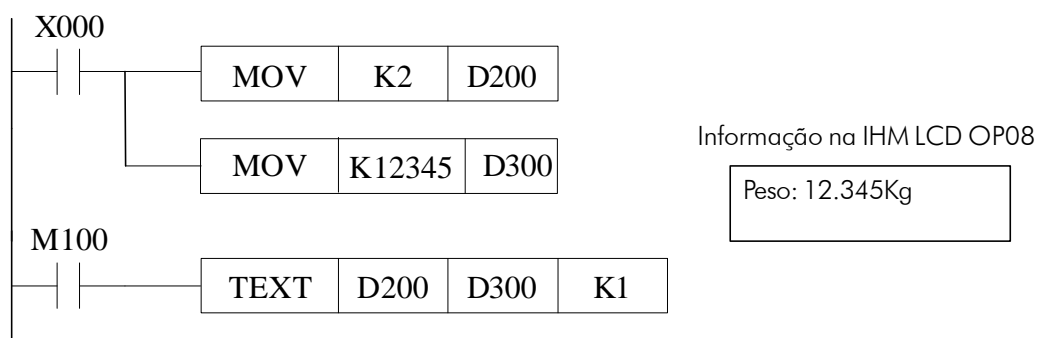 X000
MOV K2 D200
MOV K12345 D300
Informação na IHM LCD OP08
Peso: 12.345Kg
M100
TEXT D200 D300 K1